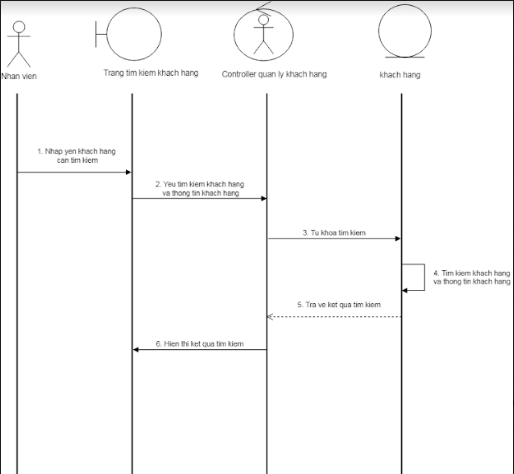 Nhan vien
Trang tim kiem khach hang
Controller quan ly khach hang
khach hang
1. Nhap yen khach hang
can tim kiem
2. Yeu tim kiem khach hang
va thong tin khach hang
3. Tu khoa tim kiem
4. Tim kiem khach hang
va thong tin khach hang
5. Tra ve ket qua tim kiem
6. Hien thi ket qua tim kiem